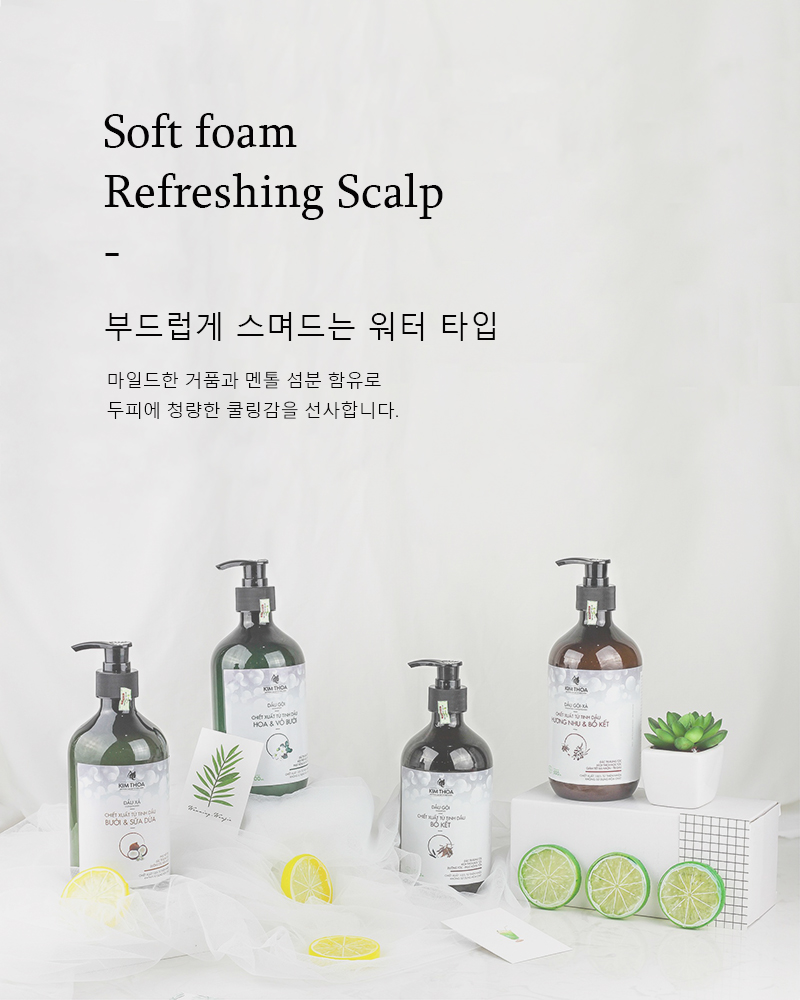 Soft foam
Refreshing Scalp
-
부드럽게 스며드는 워터 타입
마일드한 거품과 멘톨 섬분 함유로
두피에 청량한 쿨링감을 선사합니다.
KIM THOA
DẦU GỘI
CHIẾT XUẤT TỪ TINH DẦU
HOA & VỎ BƯỞI
KIM THOA
DẦU GỘI XẢ
CHIẾT XUẤT TỪ TINH DẦU
HƯƠNG NHU & BỒ KẾT
KIM THOA
DẦU XẢ
CHIẾT XUẤT TỪ TINH DẦU
BƯỞI & SỮA DỪA
KIM THOA
DẦU GỘI
CHIẾT XUẤT TỪ TINH DẦU
BỒ KẾT